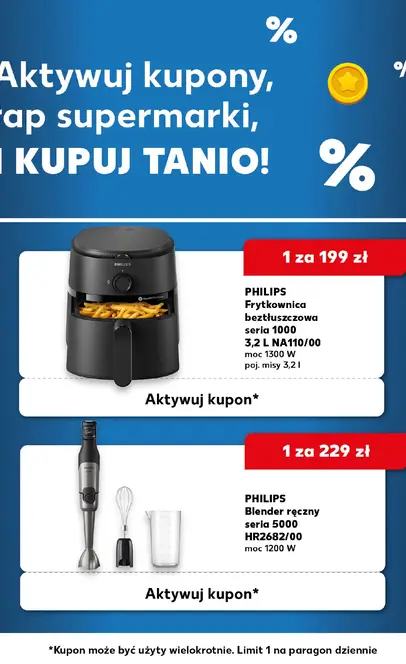 Aktywuj kupony,
rap supermarki,
I KUPUJ TANIO!
%
%
%
1 za 199 zł
PHILIPS
PHILIPS
Frytkownica
beztłuszczowa
seria 1000
3,2 L NA110/00
moc 1300 W
poj. misy 3,2 l
Aktywuj kupon*
1 za 229 zł
PHILIPS
Blender ręczny
seria 5000
HR2682/00
moc 1200 W
Aktywuj kupon*
*Kupon może być użyty wielokrotnie. Limit 1 na paragon dziennie